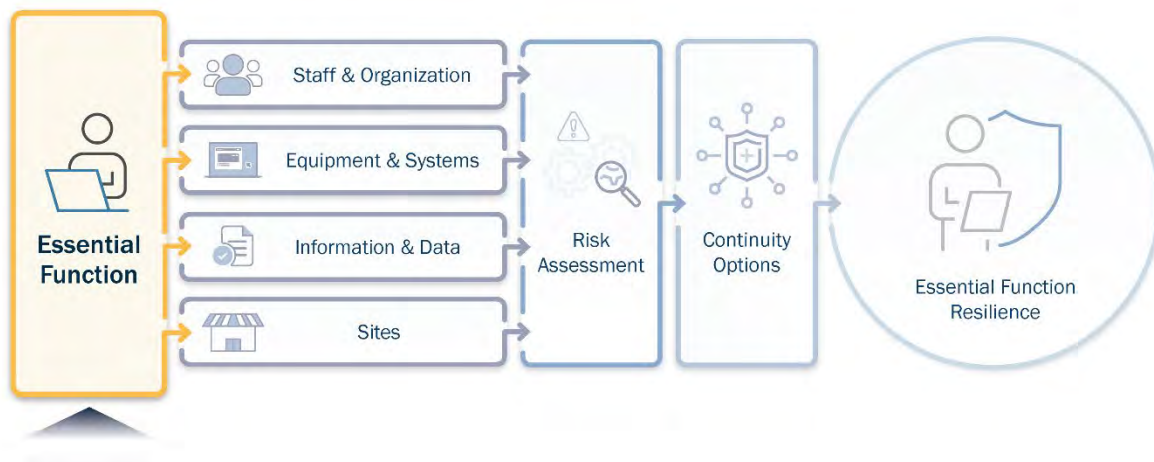 Essential
Function
Staff & Organization
Equipment & Systems
Information & Data
Sites
Risk
Assessment
Continuity
Options
Essential Function
Resilience